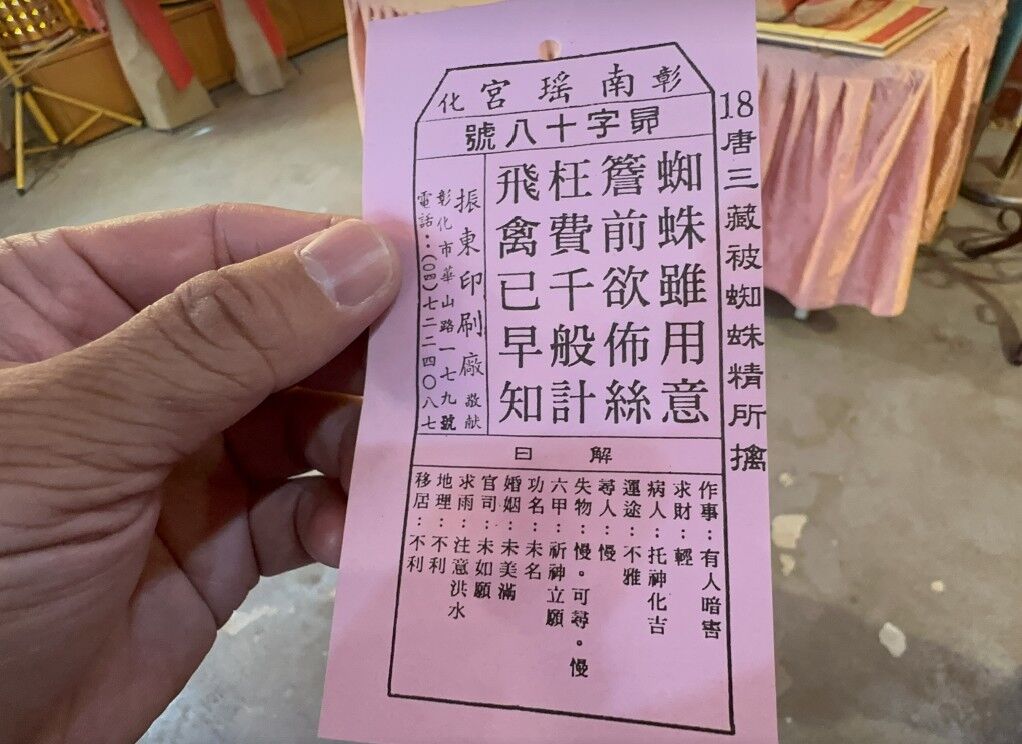 彰化南瑤宮
昴字十八號
18唐三藏被蜘蛛精所擒
蜘蛛雖用意
簷前欲佈絲
枉費千般計
飛禽已早知
振東印刷廠 敬献
彰化市華山路一七九號
電話：(〇四)七二二四〇八七
解曰
作事：有人暗害
求財：輕
病人：托神化吉
運途：不雅
尋人：慢
失物：慢。可尋。慢
六甲：祈神立願
功名：未名
婚姻：未美滿
官司：未如願
求雨：注意洪水
地理：不利
移居：不利